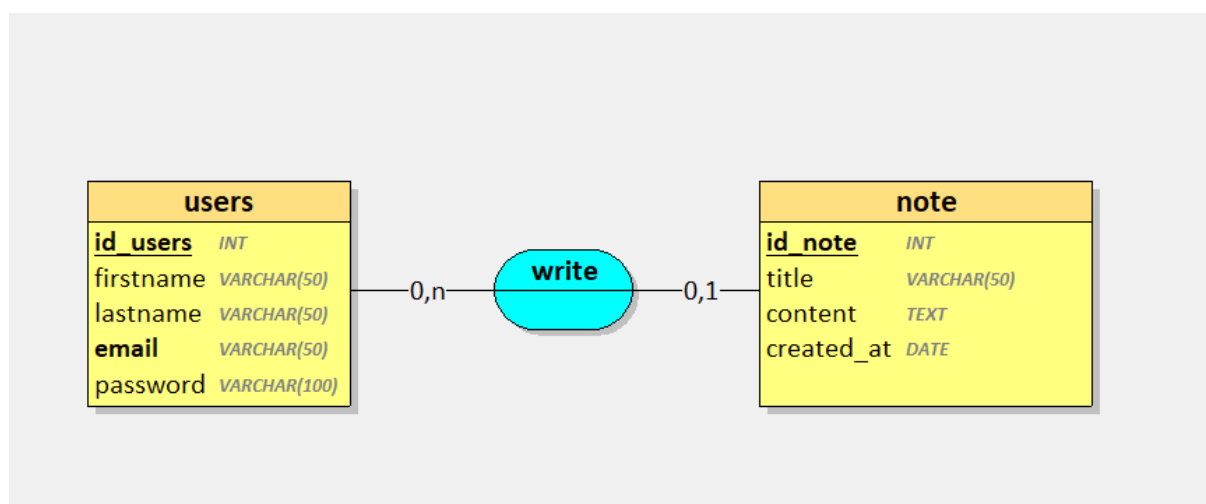 users
id_users INT
firstname VARCHAR(50)
lastname VARCHAR(50)
email VARCHAR(50)
password VARCHAR(100)
0,n
write
0,1
note
id_note INT
title VARCHAR(50)
content TEXT
created_at DATE